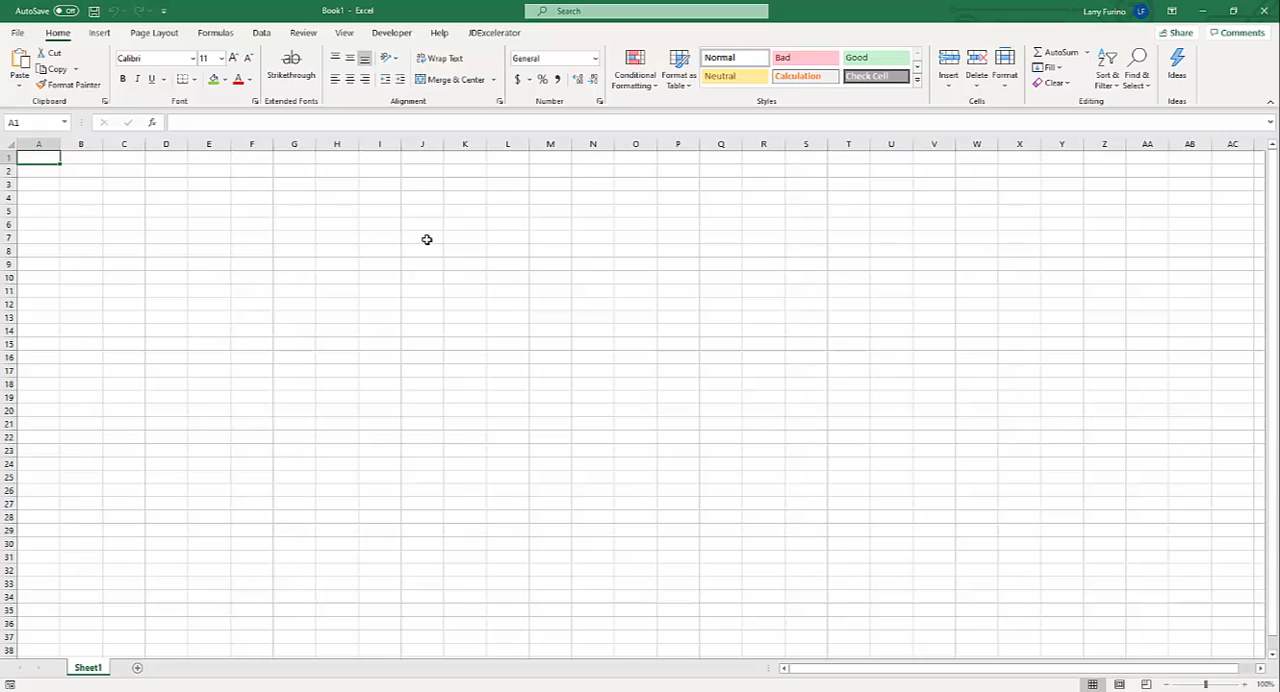 AutoSave Off Book1 - Excel Search Larry Furino LF
File Home Insert Page Layout Formulas Data Review View Developer Help JDExcelerator Share Comments
Paste Cut Copy Format Painter
Clipboard
Calibri 11 A A
B I U A
Font
ab Strikethrough
Extended Fonts
ab Wrap Text
Merge & Center
Alignment
General
$ % ,
Number
Conditional Formatting Format as Table
Normal Bad Good
Neutral Calculation Check Cell
Styles
Insert Delete Format
Cells
AutoSum Fill Clear
Sort & Filter Find & Select
Editing
Ideas
Ideas
A1 fx
A B C D E F G H I J K L M N O P Q R S T U V W X Y Z AA AB AC
1
2
3
4
5
6
7
8
9
10
11
12
13
14
15
16
17
18
19
20
21
22
23
24
25
26
27
28
29
30
31
32
33
34
35
36
37
38
Sheet1
100%